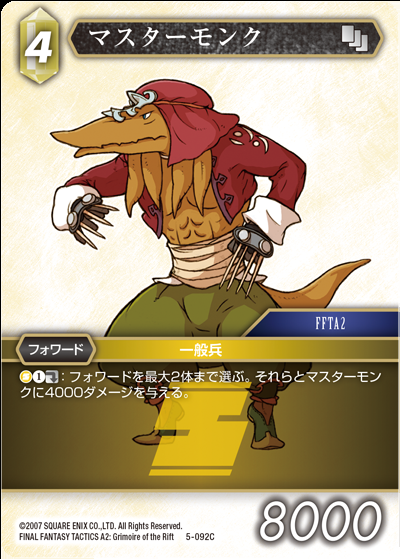 4
マスターモンク
FFTA2
フォワード
一般兵
土1:フォワードを最大2体まで選ぶ。それらとマスターモン
クに4000ダメージを与える。
©2007 SQUARE ENIX CO.,LTD. All Rights Reserved.
FINAL FANTASY TACTICS A2: Grimoire of the Rift 5-092C
8000